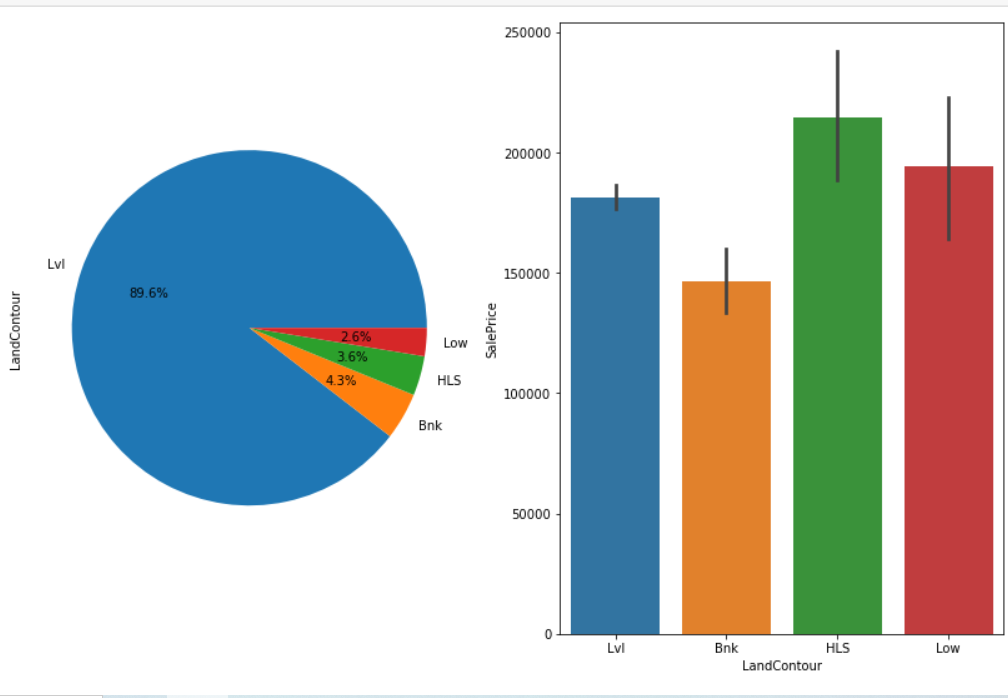 LandContour
Lvl
89.6%
2.6%
Low
3.6%
HLS
4.3%
Bnk
SalePrice
250000
200000
150000
100000
50000
0
Lvl Bnk HLS Low
LandContour